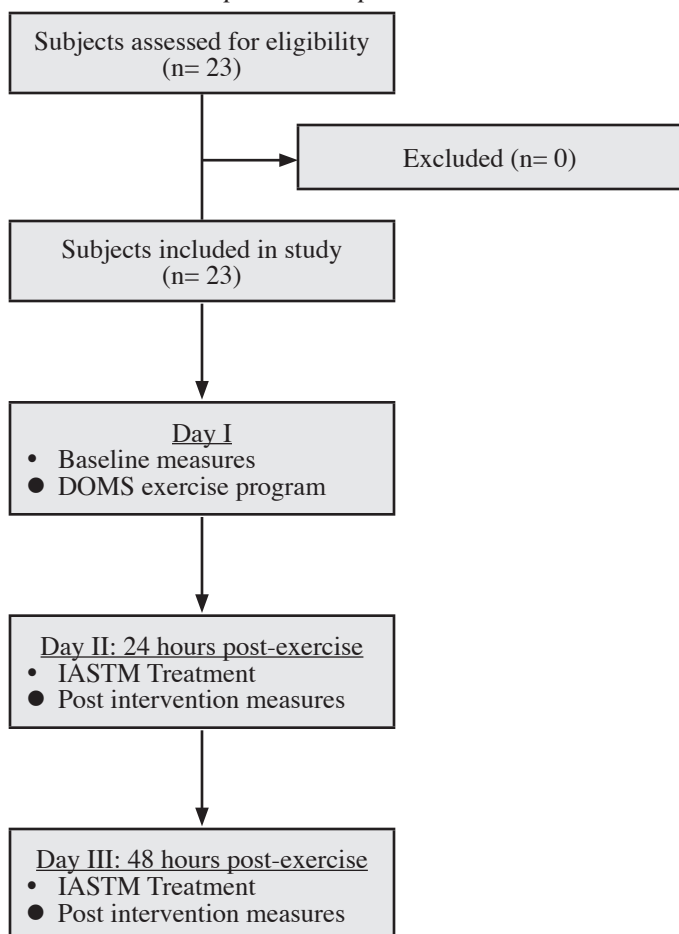 Subjects assessed for eligibility
(n= 23)
Excluded (n= 0)
Subjects included in study
(n= 23)
Day I
• Baseline measures
● DOMS exercise program
Day II: 24 hours post-exercise
• IASTM Treatment
● Post intervention measures
Day III: 48 hours post-exercise
• IASTM Treatment
● Post intervention measures